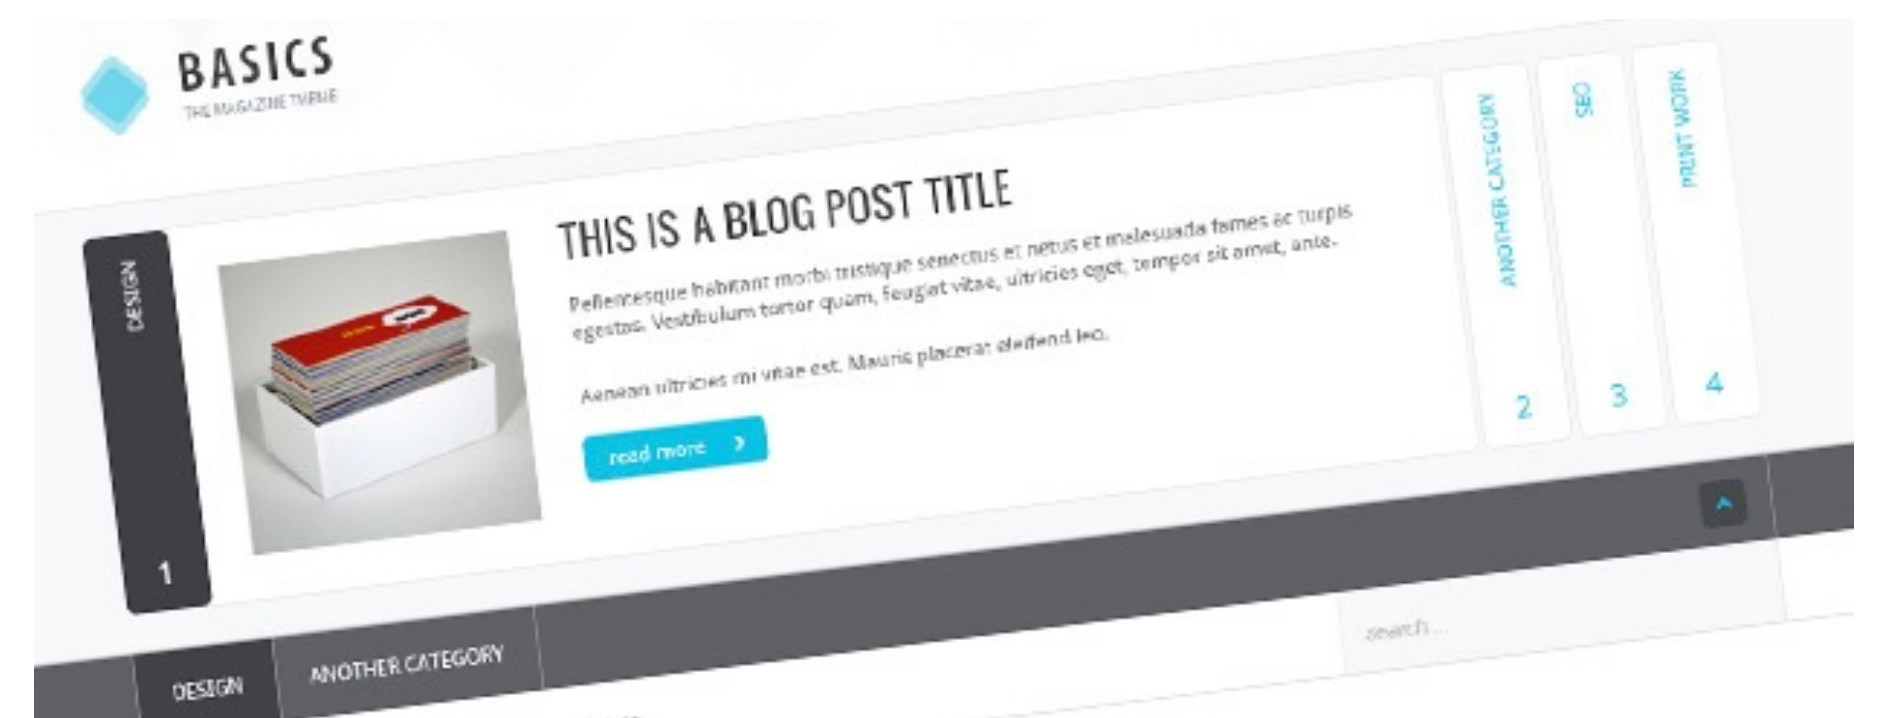 BASICS
THE MAGAZINE THEME
DESIGN
1
THIS IS A BLOG POST TITLE
Pellentesque habitant morbi tristique senectus et netus et malesuada fames ac turpis
egestas. Vestibulum tortor quam, feugiat vitae, ultricies eget, tempor sit amet, ante.
Aenean ultricies mi vitae est. Mauris placerat eleifend leo.
read more
ANOTHER CATEGORY
2
SEO
3
PRINT WORK
4
DESIGN
ANOTHER CATEGORY
search ...